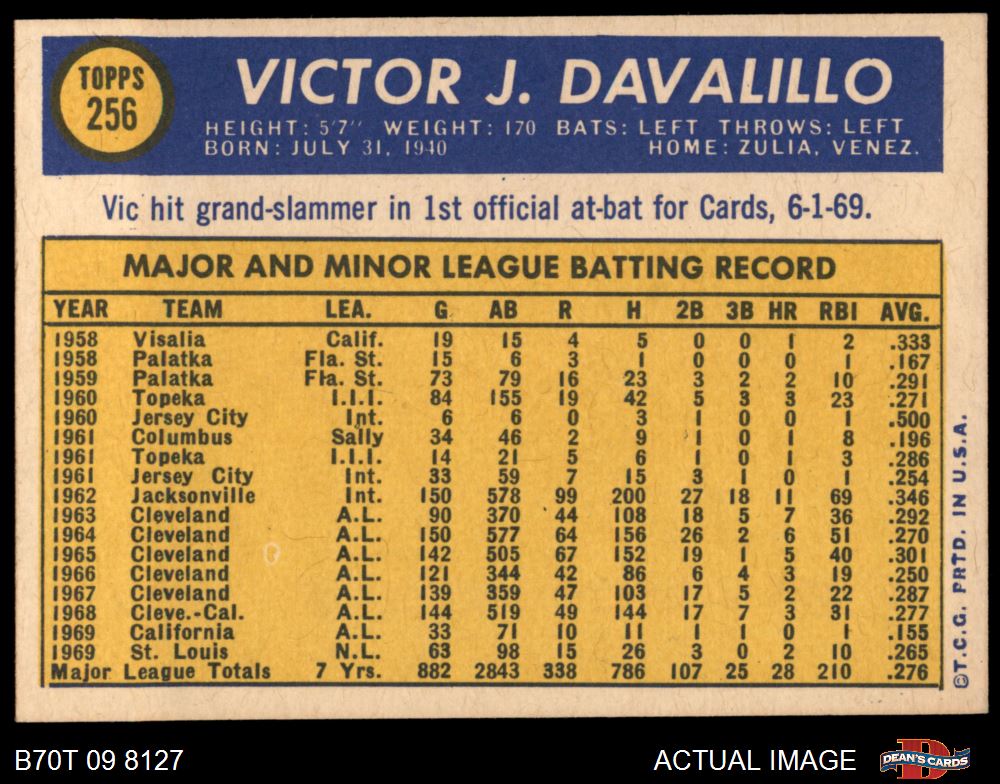 TOPPS
256
VICTOR J. DAVALILLO
HEIGHT: 5'7" WEIGHT: 170 BATS: LEFT THROWS: LEFT
BORN: JULY 31, 1940 HOME: ZULIA, VENEZ.
Vic hit grand-slammer in 1st official at-bat for Cards, 6-1-69.
MAJOR AND MINOR LEAGUE BATTING RECORD
YEAR TEAM LEA. G AB R H 2B 3B HR RBI AVG.
1958 Visalia Calif. 19 15 4 5 0 0 1 2 .333
1958 Palatka Fla. St. 15 6 3 1 0 0 0 1 .167
1959 Palatka Fla. St. 73 79 16 23 3 2 2 10 .291
1960 Topeka I.I.I. 84 155 19 42 5 3 3 23 .271
1960 Jersey City Int. 6 6 0 3 1 0 0 1 .500
1961 Columbus Sally 34 46 2 9 1 0 1 8 .196
1961 Topeka I.I.I. 14 21 5 6 1 0 1 3 .286
1961 Jersey City Int. 33 59 7 15 3 1 0 1 .254
1962 Jacksonville Int. 150 578 99 200 27 18 11 69 .346
1963 Cleveland A.L. 90 370 44 108 18 5 7 36 .292
1964 Cleveland A.L. 150 577 64 156 26 2 6 51 .270
1965 Cleveland A.L. 142 505 67 152 19 1 5 40 .301
1966 Cleveland A.L. 121 344 42 86 6 4 3 19 .250
1967 Cleveland A.L. 139 359 47 103 17 5 2 22 .287
1968 Cleve.-Cal. A.L. 144 519 49 144 17 7 3 31 .277
1969 California A.L. 33 71 10 11 1 1 0 1 .155
1969 St. Louis N.L. 63 98 15 26 3 0 2 10 .265
Major League Totals 7 Yrs. 882 2843 338 786 107 25 28 210 .276
©T.C.G. PRTD. IN U.S.A.
B70T 09 8127 ACTUAL IMAGE
DEAN'S CARDS